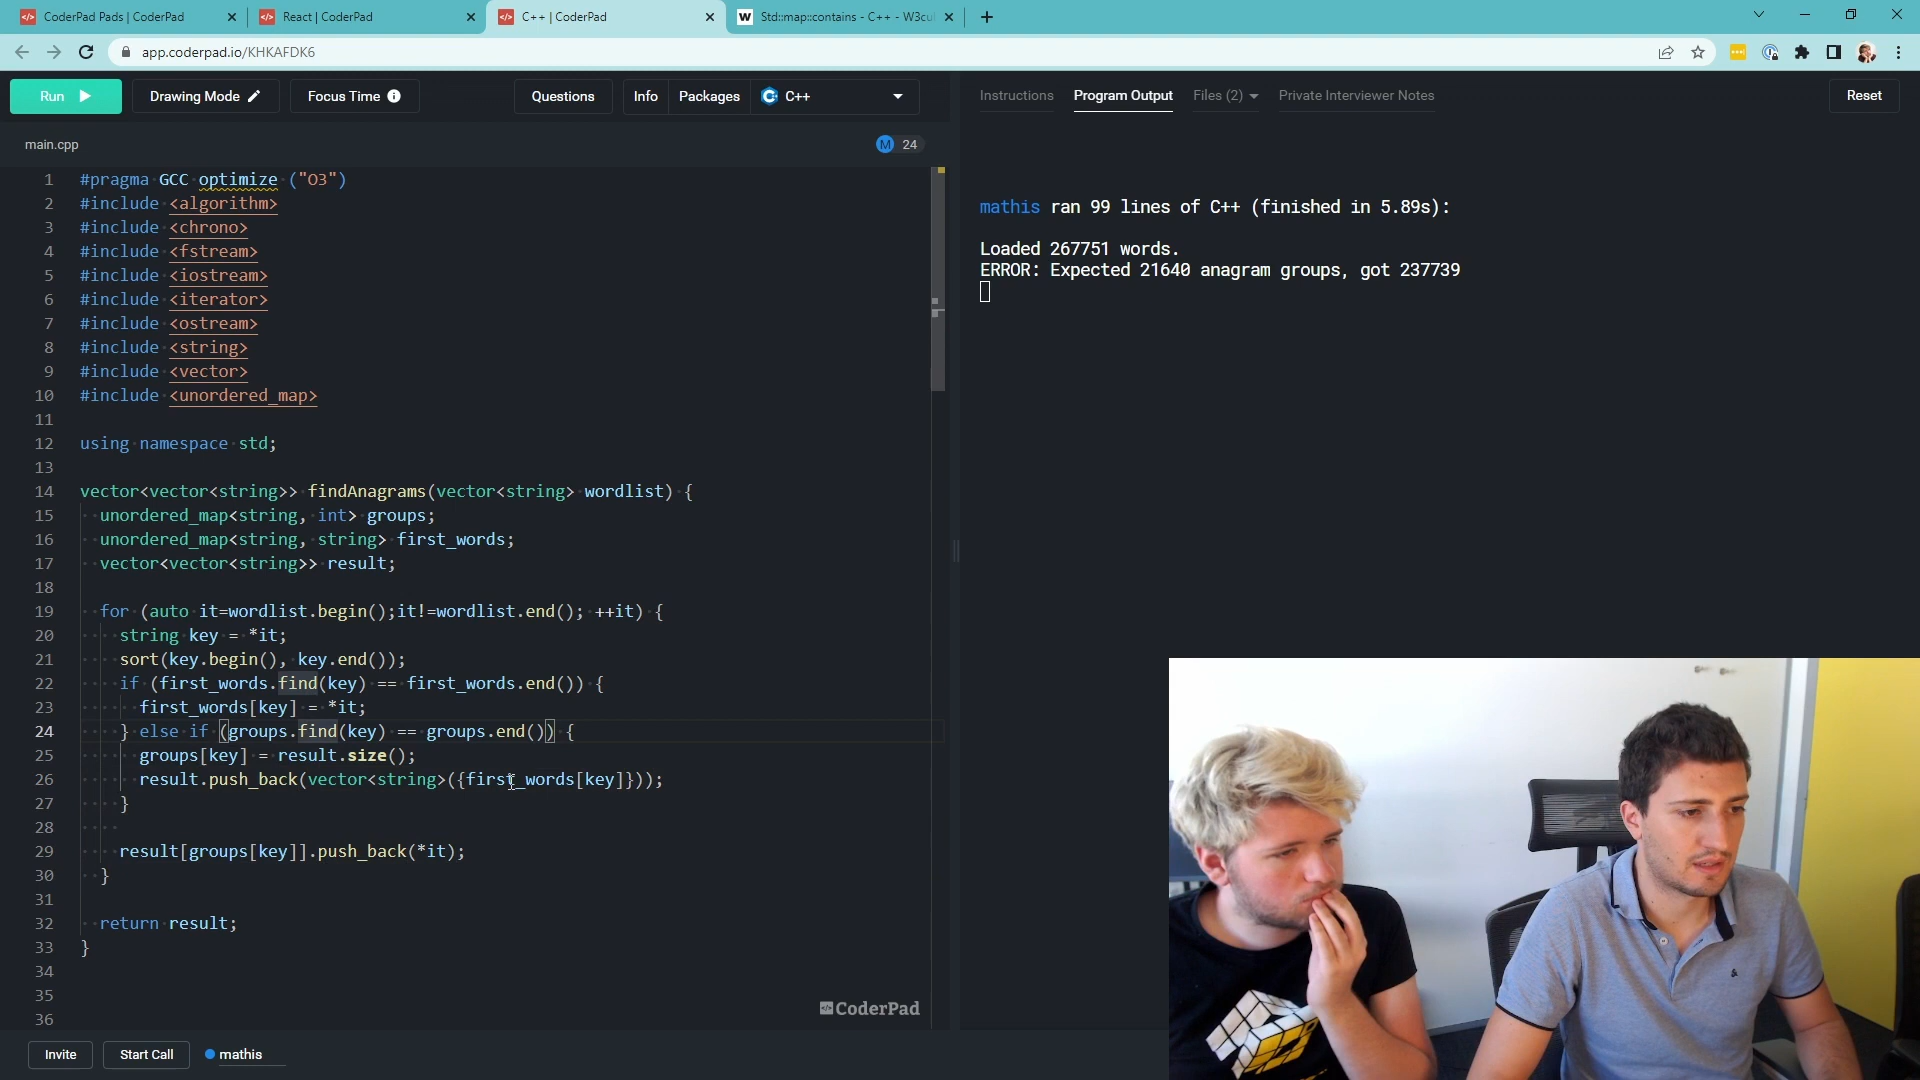 CoderPad Pads | CoderPad
React | CoderPad
C++ | CoderPad
Std::map::contains - C++ - W3cu
app.coderpad.io/KHKAFDK6
Run
Drawing Mode
Focus Time
Questions
Info
Packages
C++
Instructions
Program Output
Files (2)
Private Interviewer Notes
Reset
main.cpp
M 24
1 #pragma GCC optimize ("O3")
2 #include <algorithm>
3 #include <chrono>
4 #include <fstream>
5 #include <iostream>
6 #include <iterator>
7 #include <ostream>
8 #include <string>
9 #include <vector>
10 #include <unordered_map>
11
12 using namespace std;
13
14 vector<vector<string>> findAnagrams(vector<string> wordlist) {
15 unordered_map<string, int> groups;
16 unordered_map<string, string> first_words;
17 vector<vector<string>> result;
18
19 for (auto it=wordlist.begin();it!=wordlist.end(); ++it) {
20 string key = *it;
21 sort(key.begin(), key.end());
22 if (first_words.find(key) == first_words.end()) {
23 first_words[key] = *it;
24 } else if (groups.find(key) == groups.end()) {
25 groups[key] = result.size();
26 result.push_back(vector<string>({first_words[key]}));
27 }
28
29 result[groups[key]].push_back(*it);
30 }
31
32 return result;
33 }
34
35
36
CoderPad
mathis ran 99 lines of C++ (finished in 5.89s):
Loaded 267751 words.
ERROR: Expected 21640 anagram groups, got 237739
Invite
Start Call
mathis